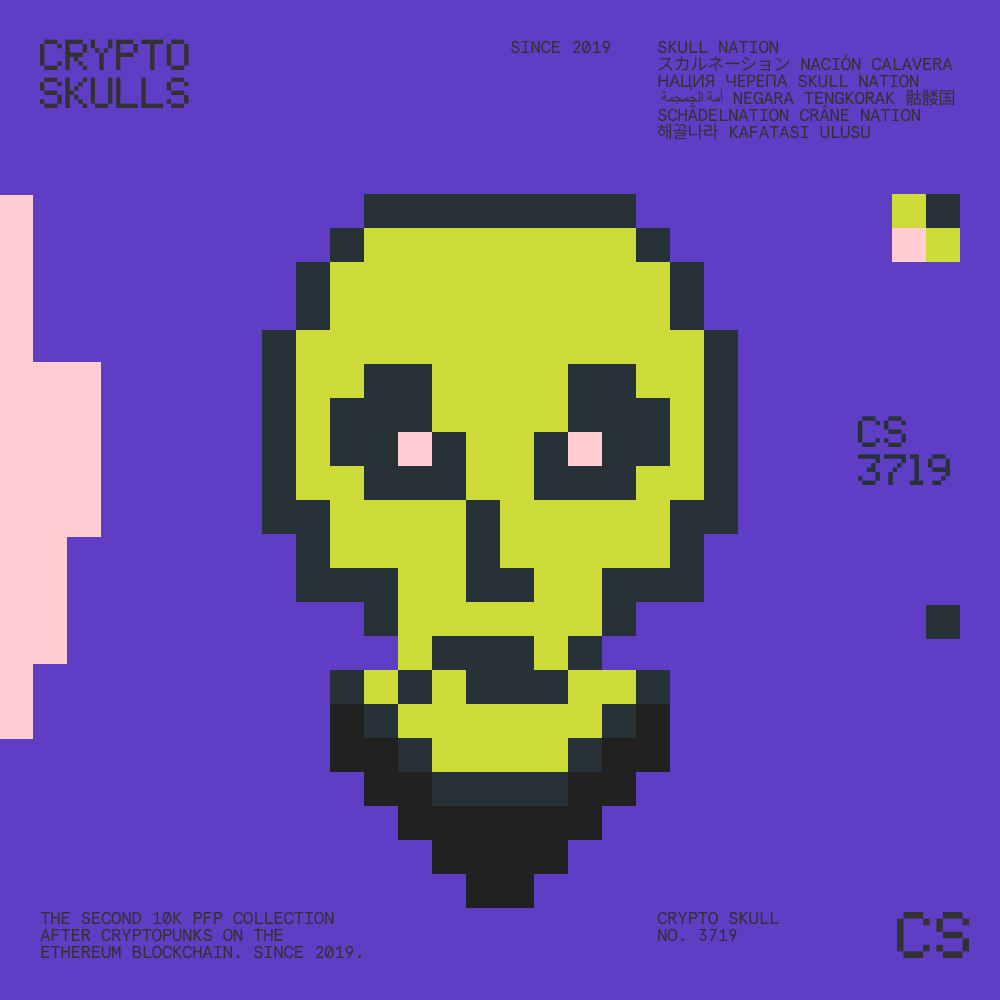 CRYPTO
SKULLS
SINCE 2019
SKULL NATION
スカルネーション NACIÓN CALAVERA
НАЦИЯ ЧЕРЕПА SKULL NATION
أمة الجمجمة NEGARA TENGKORAK 骷髅国
SCHÄDELNATION CRÂNE NATION
해골나라 KAFATASI ULUSU
CS
3719
THE SECOND 10K PFP COLLECTION
AFTER CRYPTOPUNKS ON THE
ETHEREUM BLOCKCHAIN. SINCE 2019.
CRYPTO SKULL
NO. 3719
CS